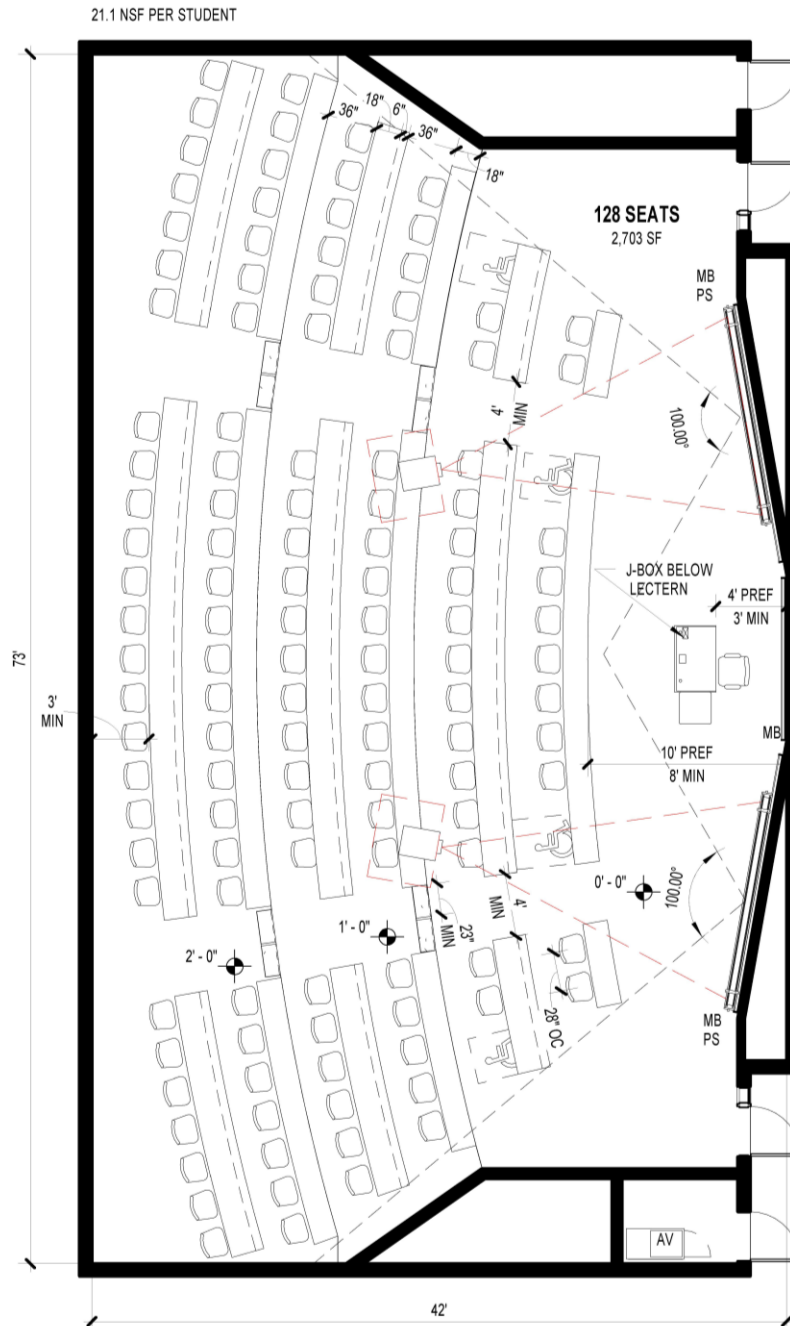 21.1 NSF PER STUDENT
36"
18"
6"
36"
18"
128 SEATS
2,703 SF
MB
PS
4'
MIN
100.00°
J-BOX BELOW
LECTERN
4' PREF
3' MIN
73'
3'
MIN
MB
10' PREF
8' MIN
0' - 0"
100.00°
4'
MIN
23"
MIN
1' - 0"
2' - 0"
28" OC
MB
PS
AV
42'